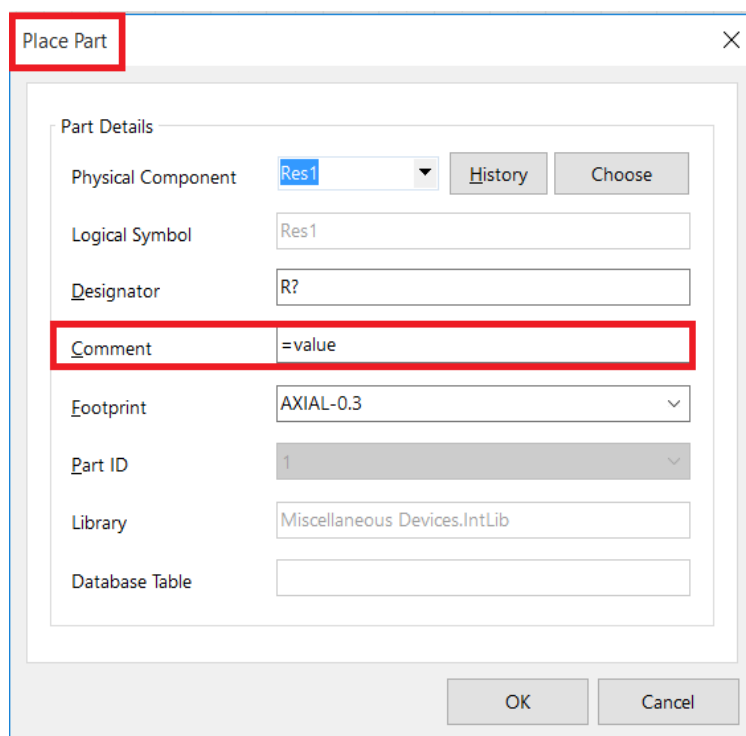 Place Part
Part Details
Physical Component Res1 History Choose
Logical Symbol Res1
Designator R?
Comment =value
Footprint AXIAL-0.3
Part ID 1
Library Miscellaneous Devices.IntLib
Database Table
OK Cancel